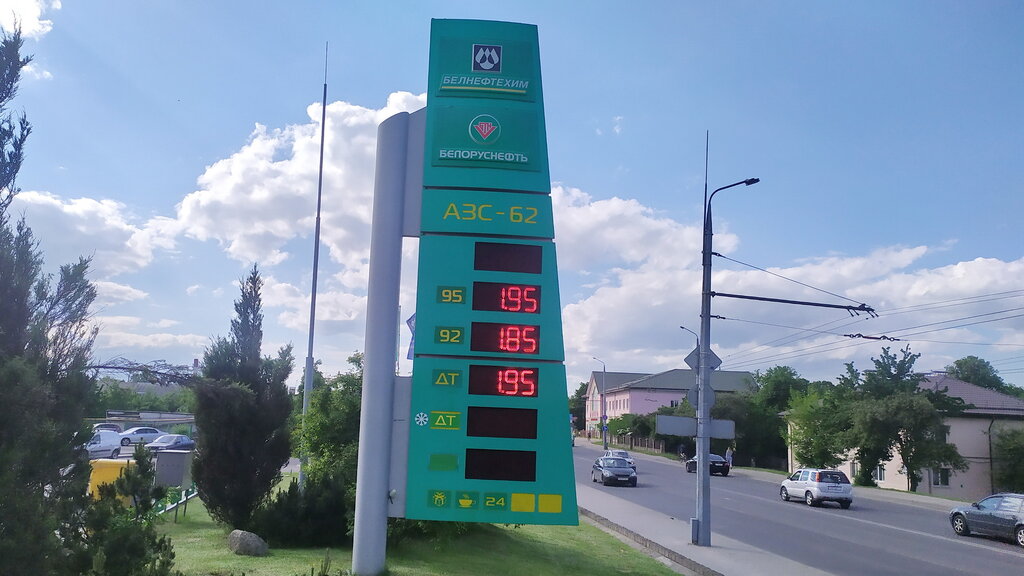 БЕЛНЕФТЕХИМ
БЕЛОРУСНЕФТЬ
АЗС-62
95 1.95
92 1.85
ДТ 1.95
ДТ
24